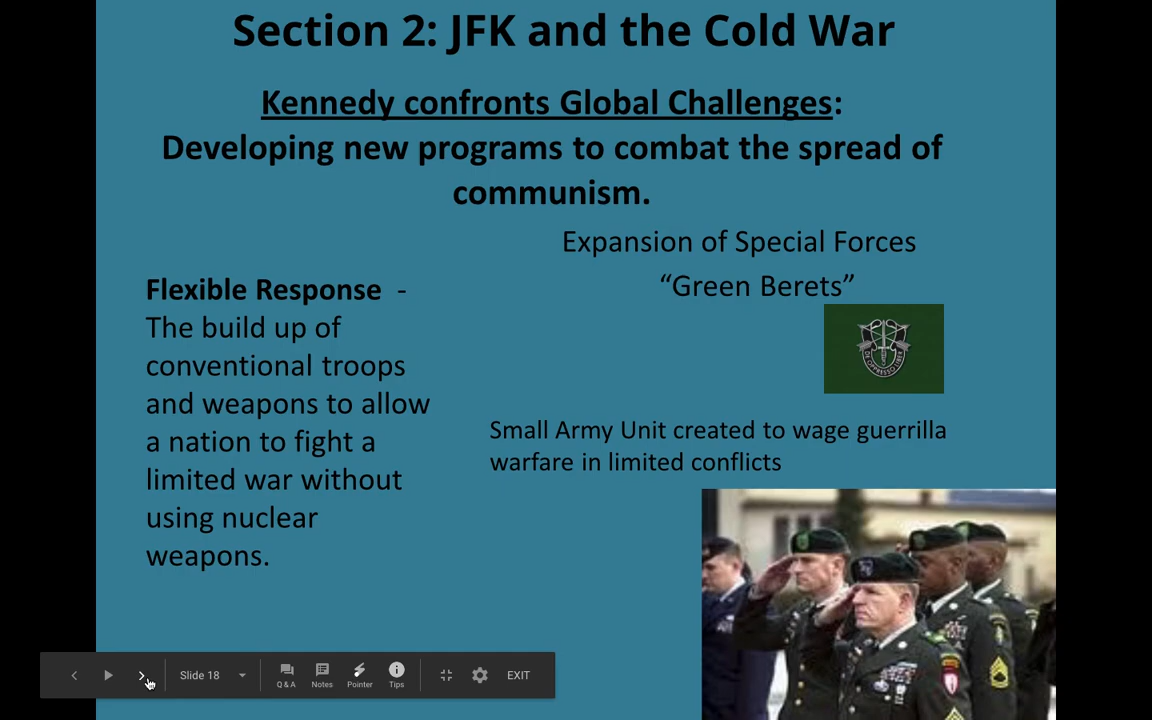 Section 2: JFK and the Cold War
Kennedy confronts Global Challenges:
Developing new programs to combat the spread of
communism.
Expansion of Special Forces
“Green Berets”
Flexible Response -
The build up of
conventional troops
and weapons to allow
a nation to fight a
limited war without
using nuclear
weapons.
DE OPPRESSO LIBER
Small Army Unit created to wage guerrilla
warfare in limited conflicts
Slide 18
Q & A
Notes
Pointer
Tips
EXIT